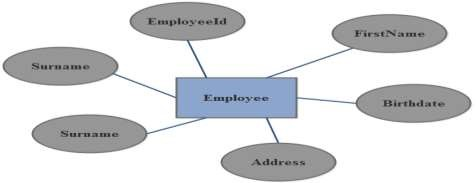 EmployeeId
FirstName
Surname
Employee
Birthdate
Surname
Address